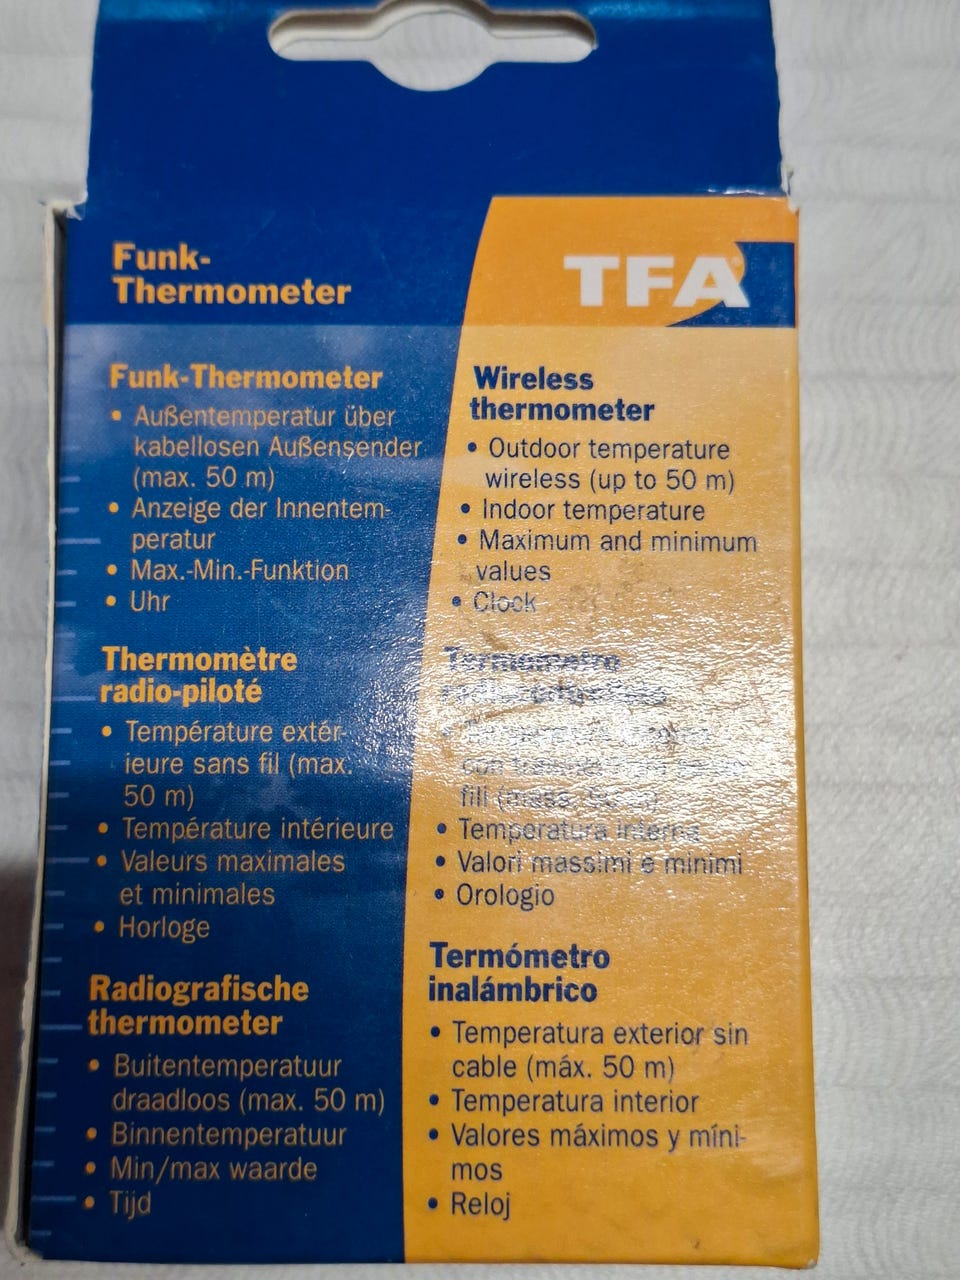 Funk-
Thermometer
TFA
Funk-Thermometer
• Außentemperatur über
kabellosen Außensender
(max. 50 m)
• Anzeige der Innentem-
peratur
• Max.-Min.-Funktion
• Uhr
Thermomètre
radio-piloté
• Température extér-
ieure sans fil (max.
50 m)
• Température intérieure
• Valeurs maximales
et minimales
• Horloge
Radiografische
thermometer
• Buitentemperatuur
draadloos (max. 50 m)
• Binnentemperatuur
• Min/max waarde
• Tijd
Wireless
thermometer
• Outdoor temperature
wireless (up to 50 m)
• Indoor temperature
• Maximum and minimum
values
• Clock
Termometro
fili (mass. 50 m)
• Temperatura interna
• Valori massimi e minimi
• Orologio
Termómetro
inalámbrico
• Temperatura exterior sin
cable (máx. 50 m)
• Temperatura interior
• Valores máximos y míni-
mos
• Reloj